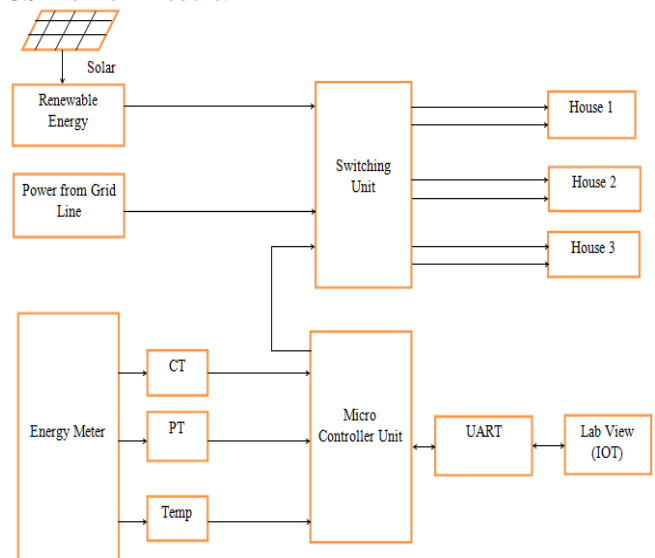 Solar
Renewable
Energy
Power from Grid
Line
Switching
Unit
House 1
House 2
House 3
Energy Meter
CT
PT
Temp
Micro
Controller Unit
UART
Lab View
(IOT)